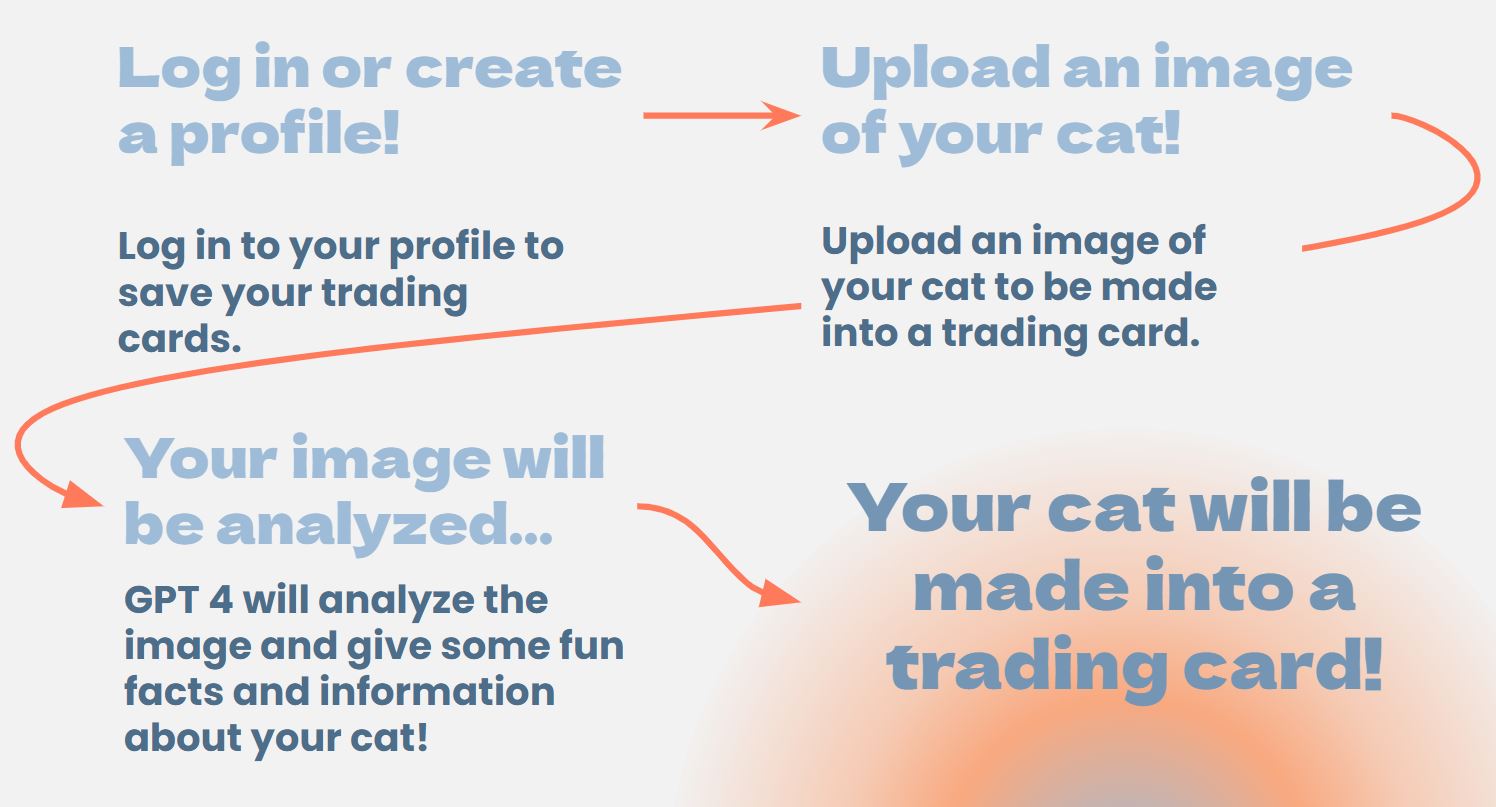 Log in or create
a profile!
Log in to your profile to
save your trading
cards.
Upload an image
of your cat!
Upload an image of
your cat to be made
into a trading card.
Your image will
be analyzed...
GPT 4 will analyze the
image and give some fun
facts and information
about your cat!
Your cat will be
made into a
trading card!